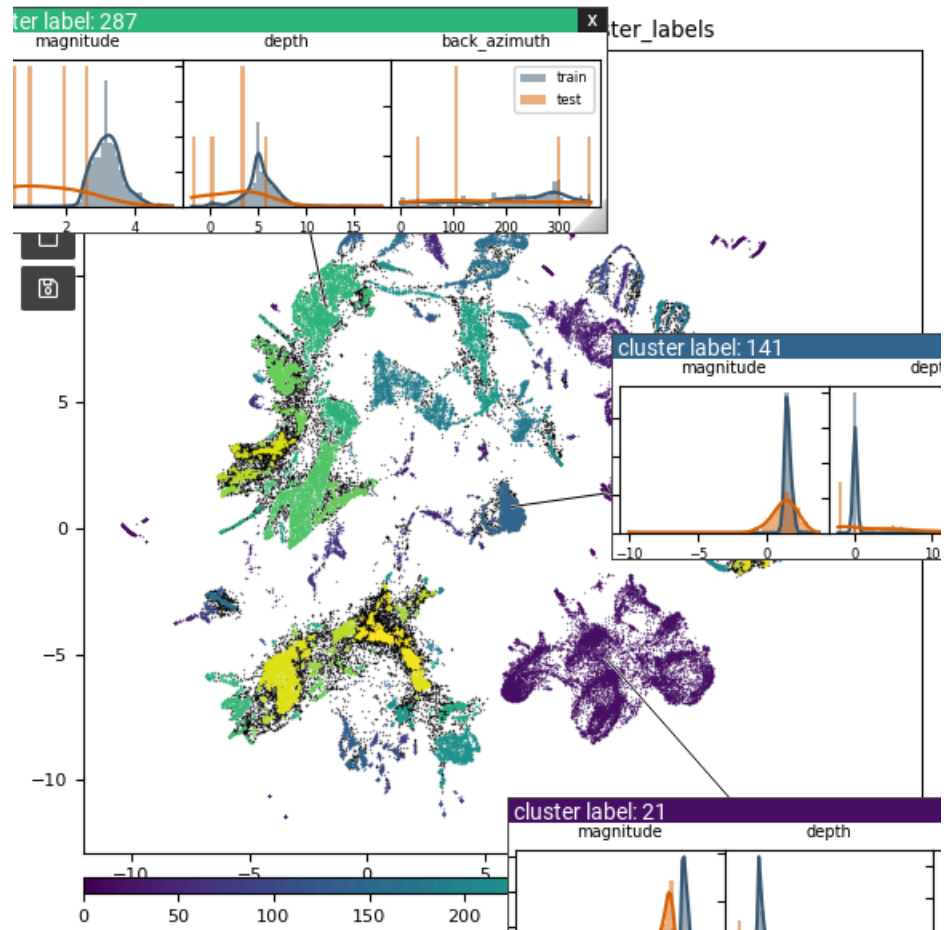 ter label: 287 x
ster_labels
magnitude depth back_azimuth
train
test
2 4 0 5 10 15 0 100 200 300
cluster label: 141
magnitude dept
−10 −5 0 0 10
5
0
−5
−10
cluster label: 21
magnitude depth
−10 −5 0 5
0 50 100 150 200